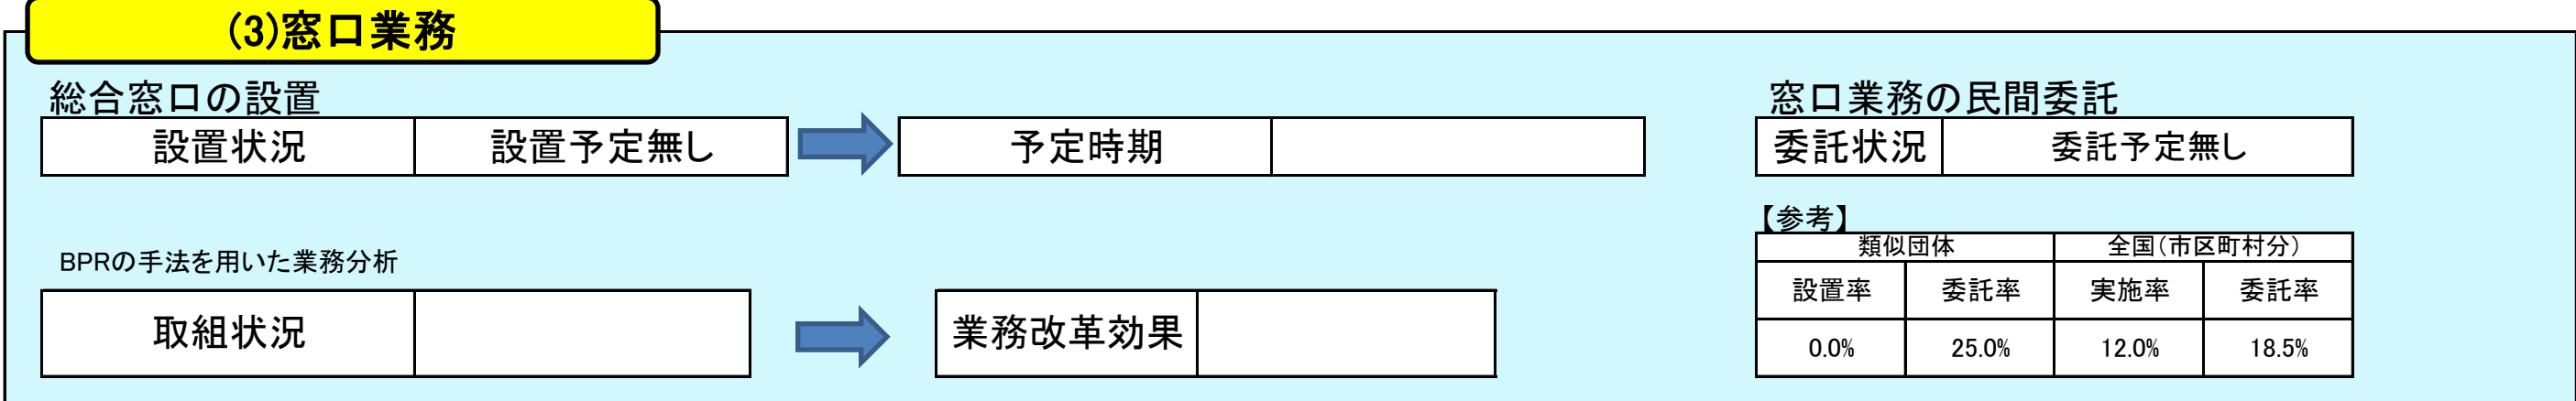 (3)窓口業務
総合窓口の設置
設置状況 設置予定無し 予定時期
窓口業務の民間委託
委託状況 委託予定無し
BPRの手法を用いた業務分析
取組状況 業務改革効果
【参考】
類似団体 全国(市区町村分)
設置率 委託率 実施率 委託率
0.0% 25.0% 12.0% 18.5%